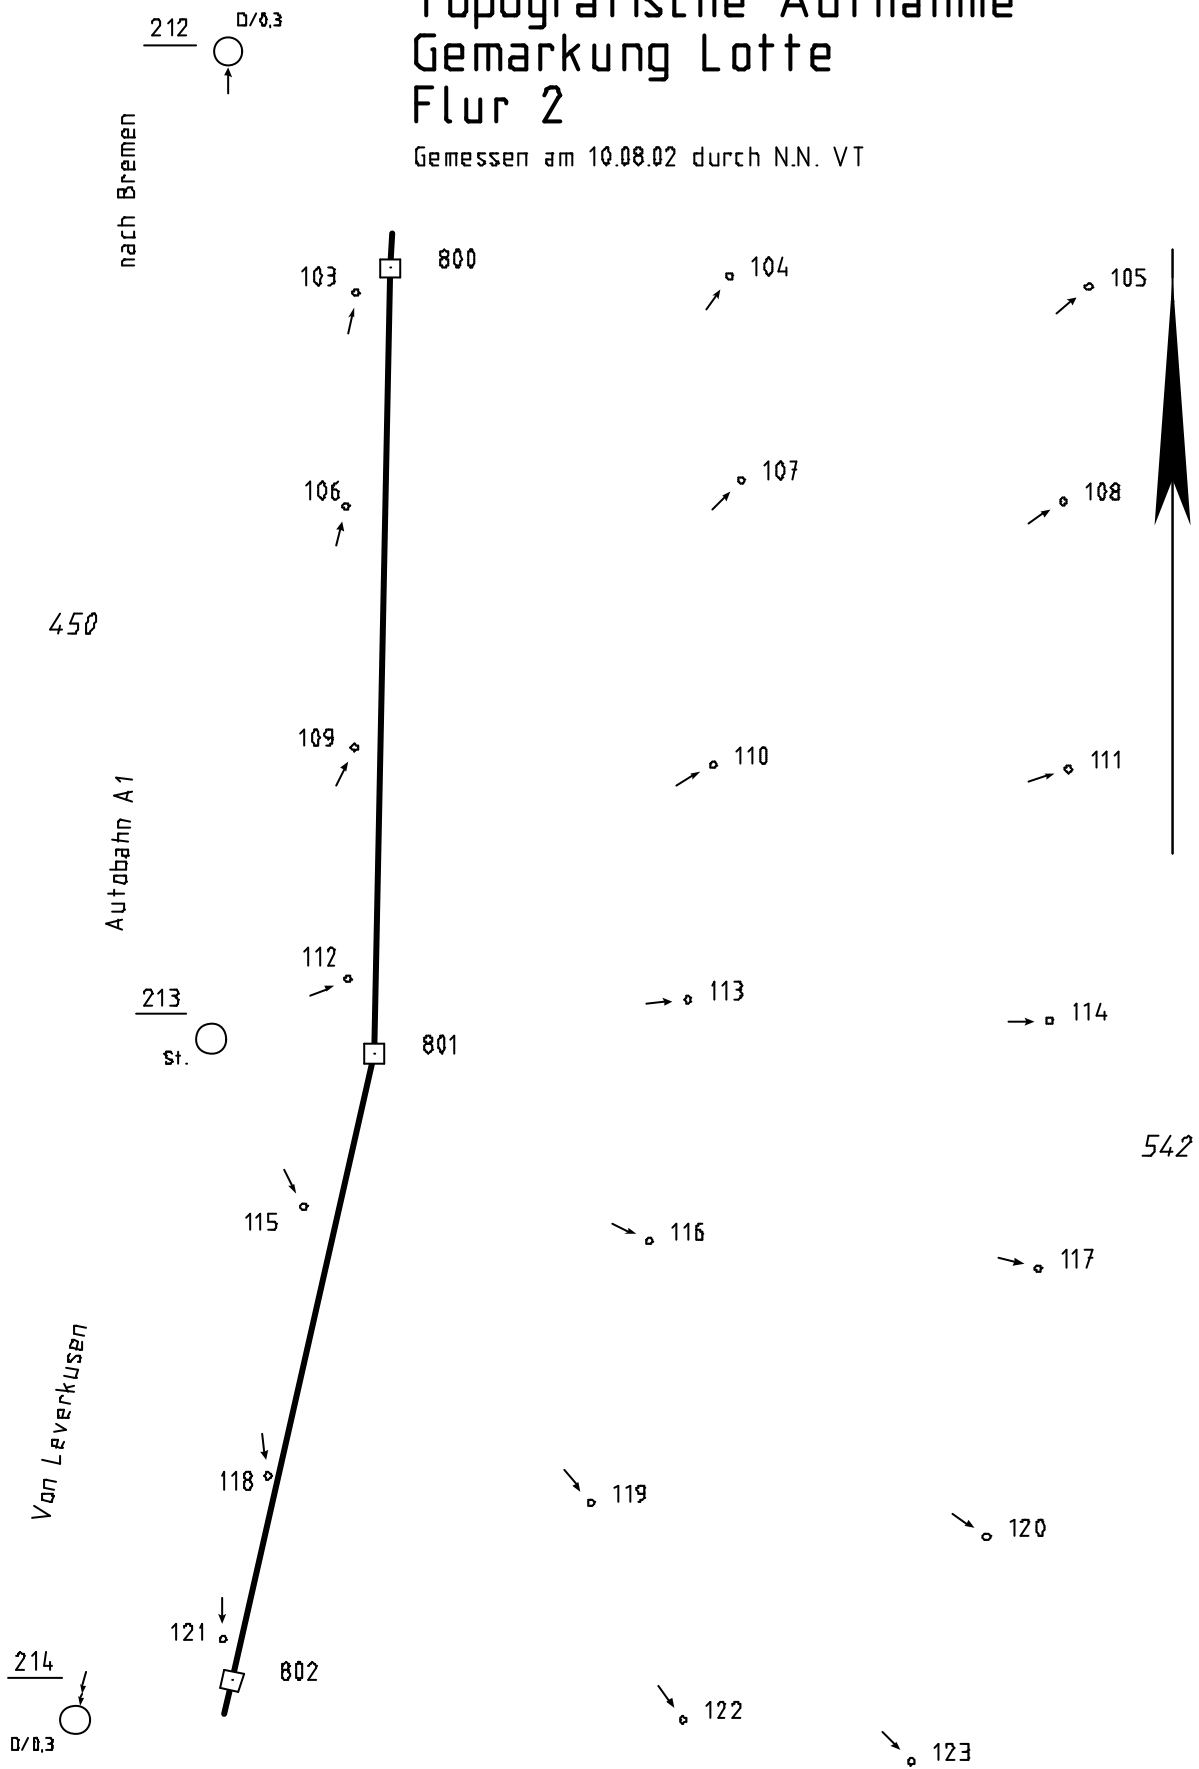 Topografische Aufnahme
212
D/0,3
Gemarkung Lotte
Flur 2
Gemessen am 10.08.02 durch N.N. VT
nach Bremen
800
103
104
105
106
107
108
450
109
110
111
Autobahn A1
112
113
114
213
St.
801
542
115
116
117
Von Leverkusen
118
119
120
121
214
802
D/0,3
122
123